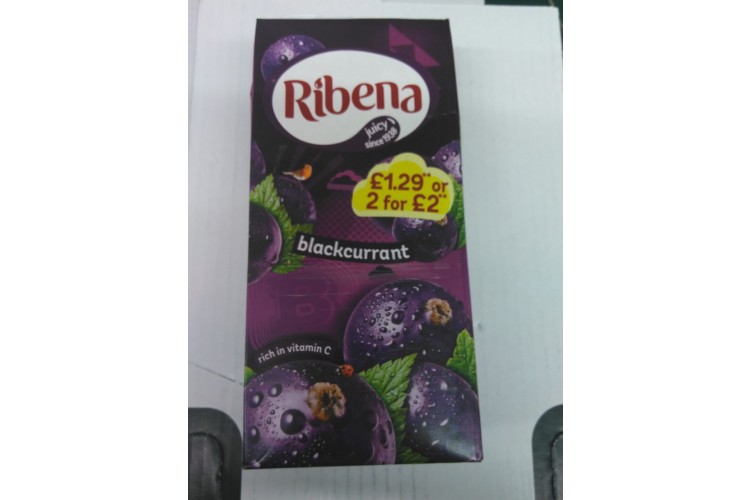 Ribena
juicy
since 1938
£1.29** or
2 for £2**
blackcurrant
rich in vitamin C